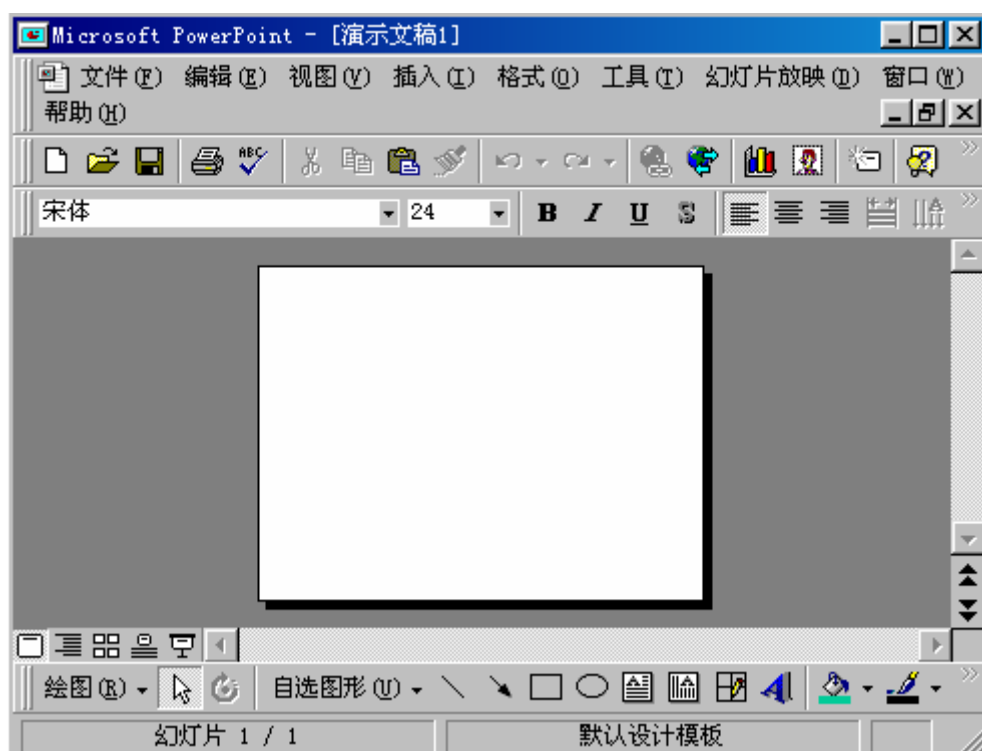 Microsoft PowerPoint - [演示文稿1]
文件(F) 编辑(E) 视图(V) 插入(I) 格式(O) 工具(T) 幻灯片放映(D) 窗口(W)
帮助(H)
ABC
宋体 24 B I U S
绘图(R) 自选图形(U)
幻灯片 1 / 1 默认设计模板